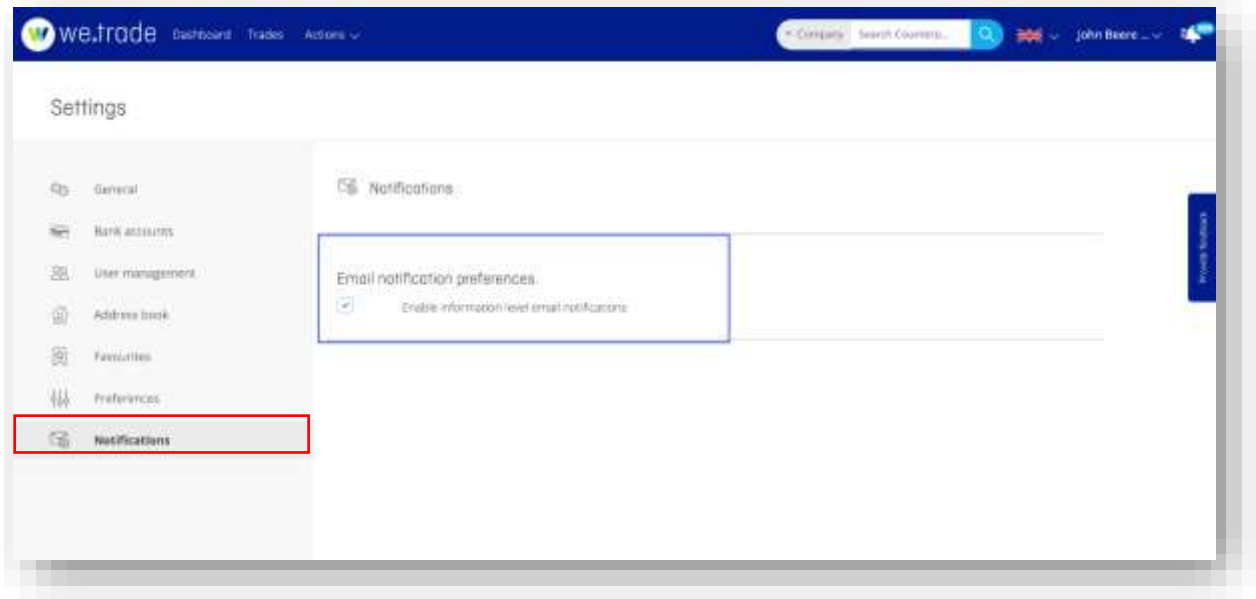 we.trade Dashboard Trades Actions
Company Search Counterp... John Beere ...
Settings
General
Bank accounts
User management
Address book
Favourites
Preferences
Notifications
Notifications
Email notification preferences
Enable information level email notifications
Provide feedback